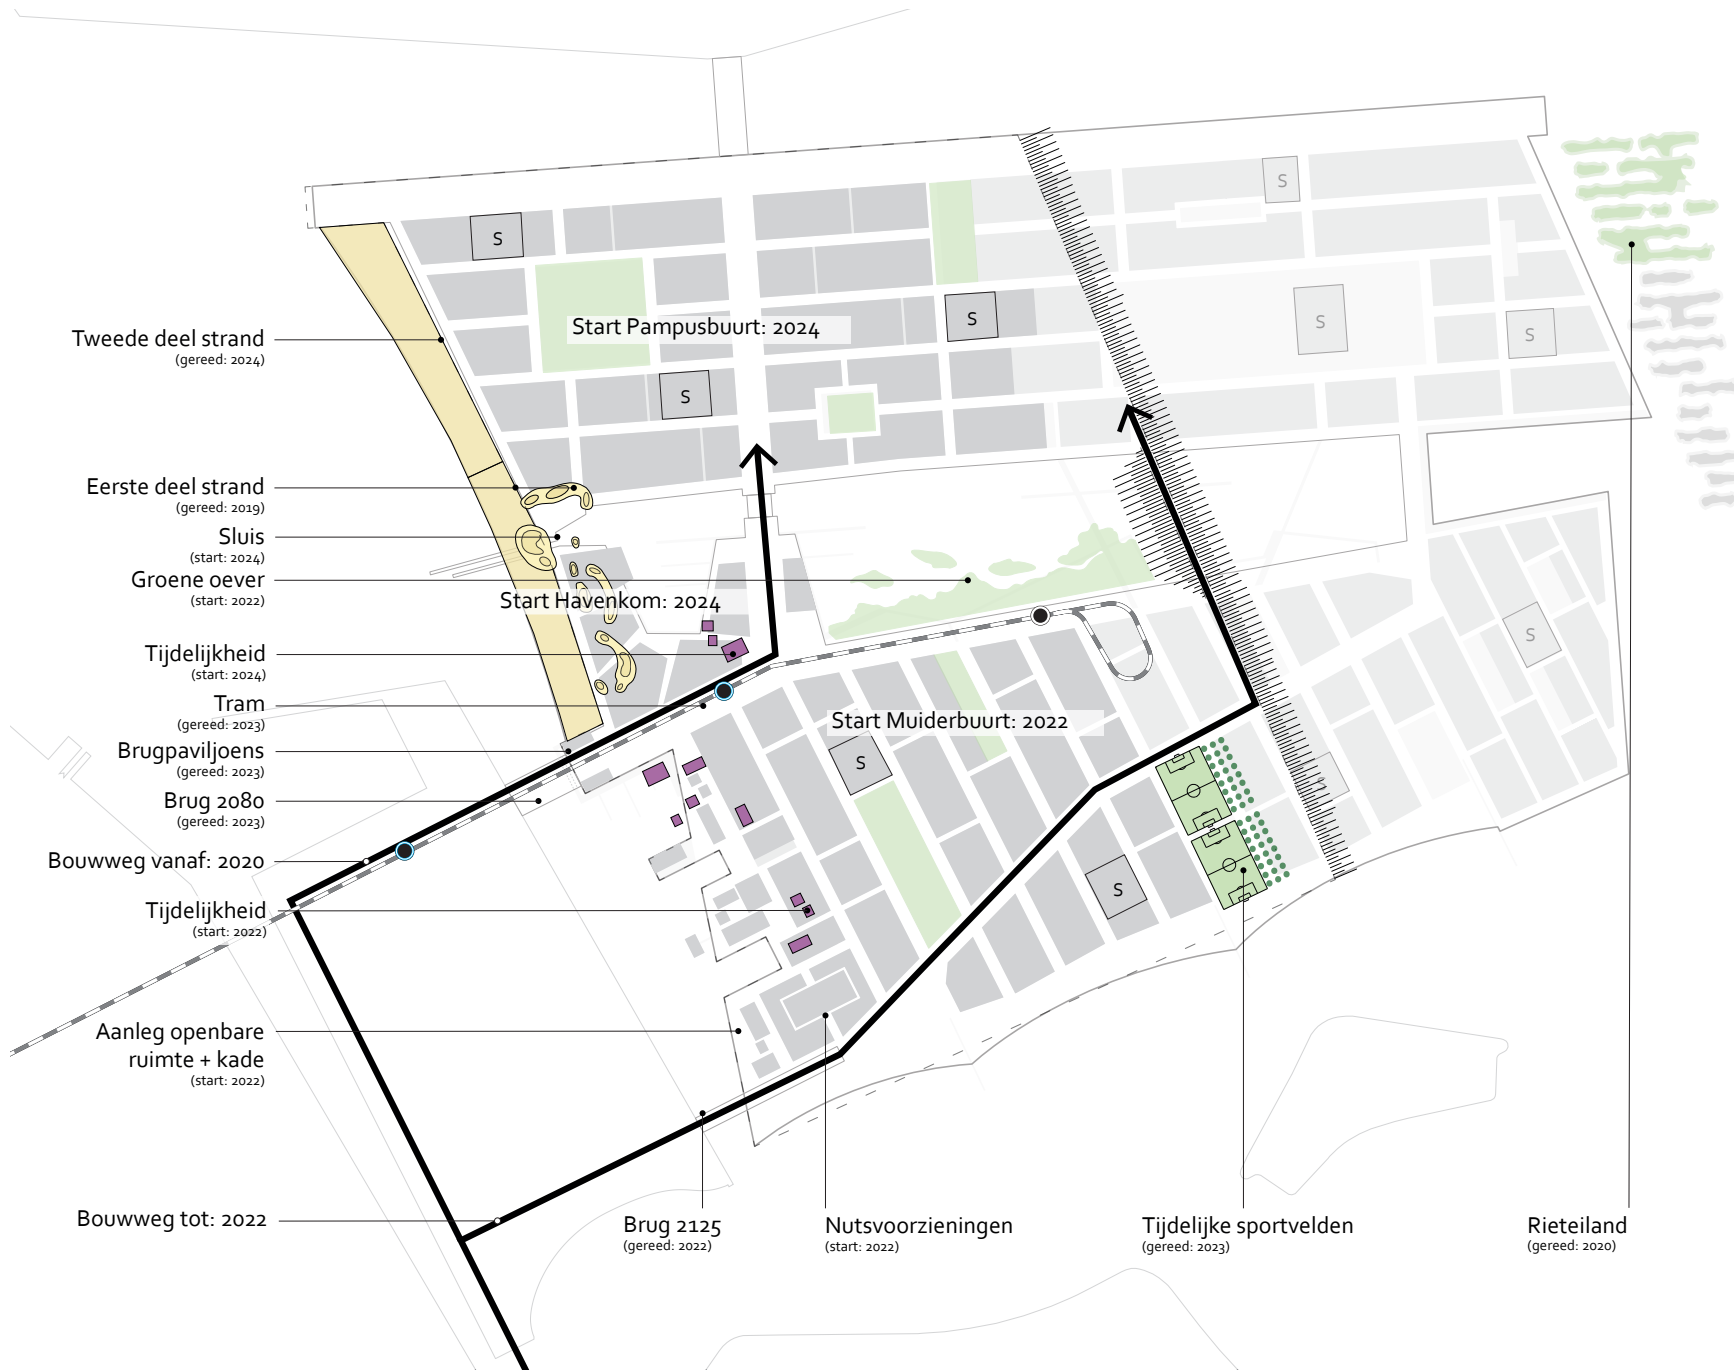 S
S
Start Pampusbuurt: 2024
S
S
S
S
Tweede deel strand
(gereed: 2024)
Eerste deel strand
(gereed: 2019)
Sluis
(start: 2024)
Groene oever
(start: 2022)
Start Havenkom: 2024
S
Tijdelijkheid
(start: 2024)
Tram
(gereed: 2023)
Start Muiderbuurt: 2022
Brugpaviljoens
(gereed: 2023)
S
S
Brug 2080
(gereed: 2023)
Bouwweg vanaf: 2020
S
Tijdelijkheid
(start: 2022)
Aanleg openbare
ruimte + kade
(start: 2022)
Bouwweg tot: 2022
Brug 2125
(gereed: 2022)
Nutsvoorzieningen
(start: 2022)
Tijdelijke sportvelden
(gereed: 2023)
Rieteiland
(gereed: 2020)